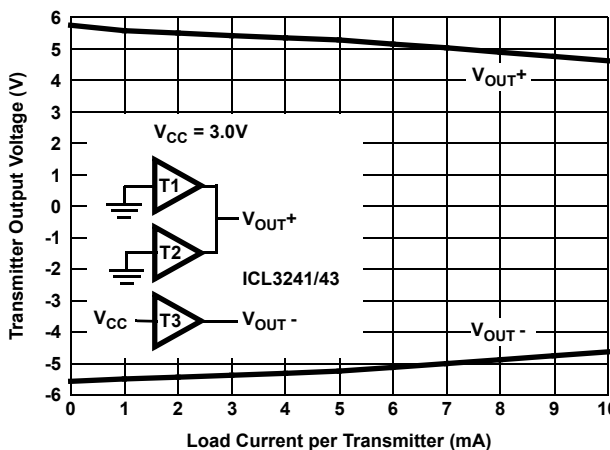 Transmitter Output Voltage (V)
6
5
4
3
2
1
0
-1
-2
-3
-4
-5
-6
VOUT+
VCC = 3.0V
T1
VOUT+
T2
ICL3241/43
VCC
T3
VOUT -
VOUT -
0 1 2 3 4 5 6 7 8 9 10
Load Current per Transmitter (mA)